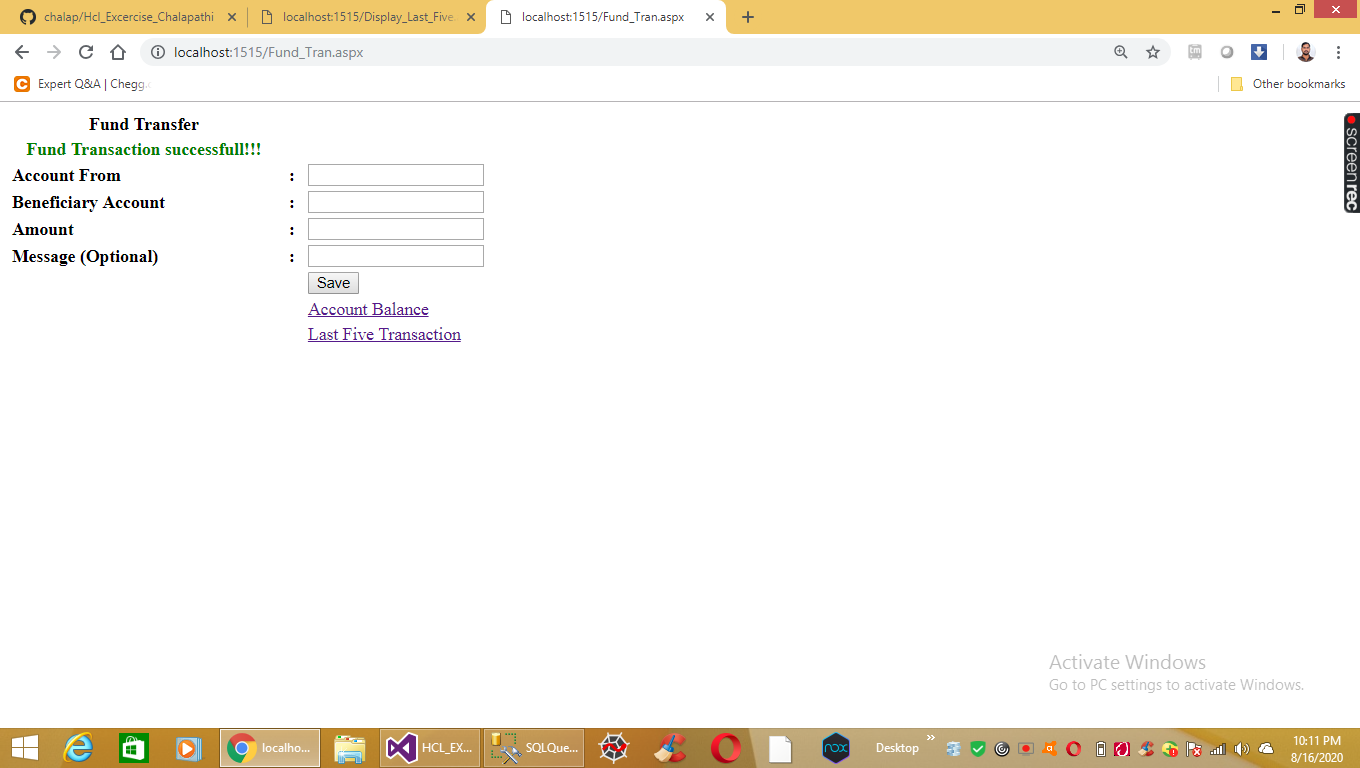 chalap/Hcl_Excercise_Chalapathi
localhost:1515/Display_Last_Five
localhost:1515/Fund_Tran.aspx
localhost:1515/Fund_Tran.aspx
Expert Q&A | Chegg.c
Other bookmarks
Fund Transfer
Fund Transaction successfull!!!
Account From :
Beneficiary Account :
Amount :
Message (Optional) :
Save
Account Balance
Last Five Transaction
screenrec
Activate Windows
Go to PC settings to activate Windows.
localho...
HCL_EX...
SQLQue...
nox
Desktop
10:11 PM
8/16/2020